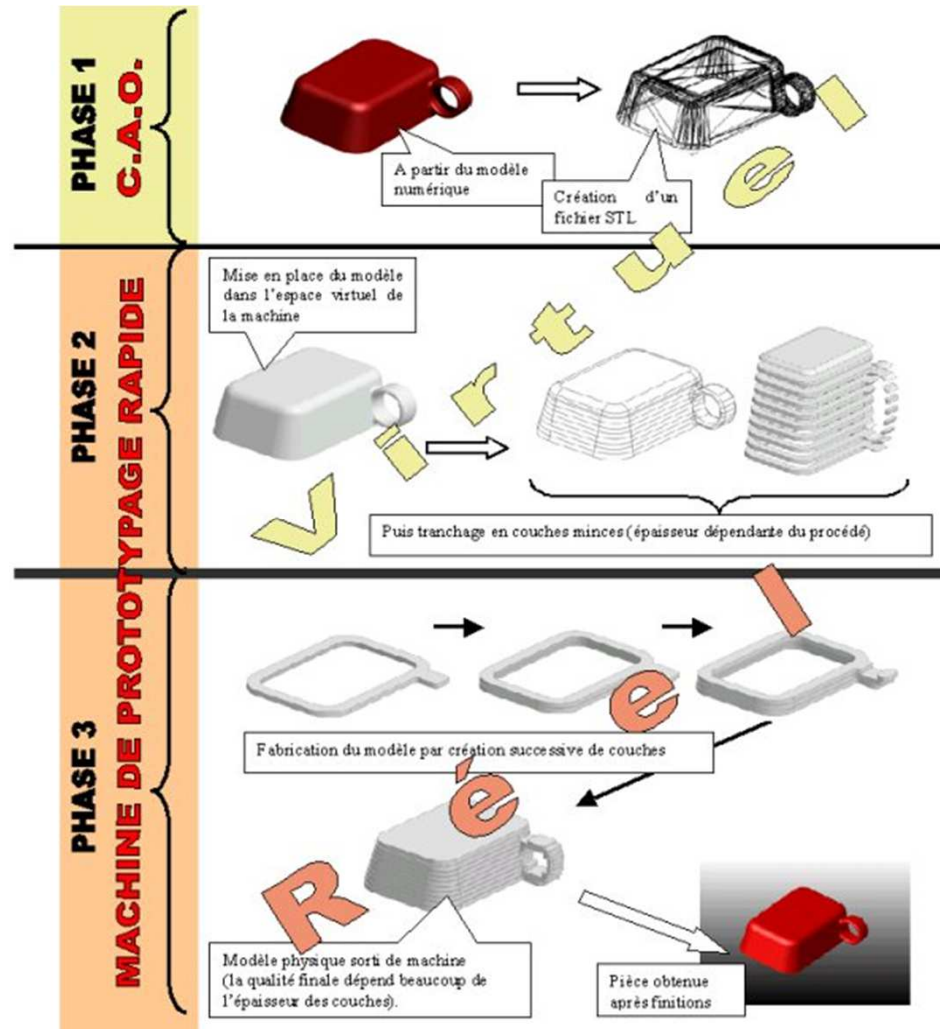 PHASE 1
C.A.O.
A partir du modèle
numérique
Création d'un
fichier STL
Virtuel
PHASE 2
MACHINE DE PROTOTYPAGE RAPIDE
Mise en place du modèle
dans l'espace virtuel de
la machine
Puis tranchage en couches minces (épaisseur dépendante du procédé)
PHASE 3
Réel
Fabrication du modèle par création successive de couches
Modèle physique sorti de machine
(la qualité finale dépend beaucoup de
l'épaisseur des couches).
Pièce obtenue
après finitions